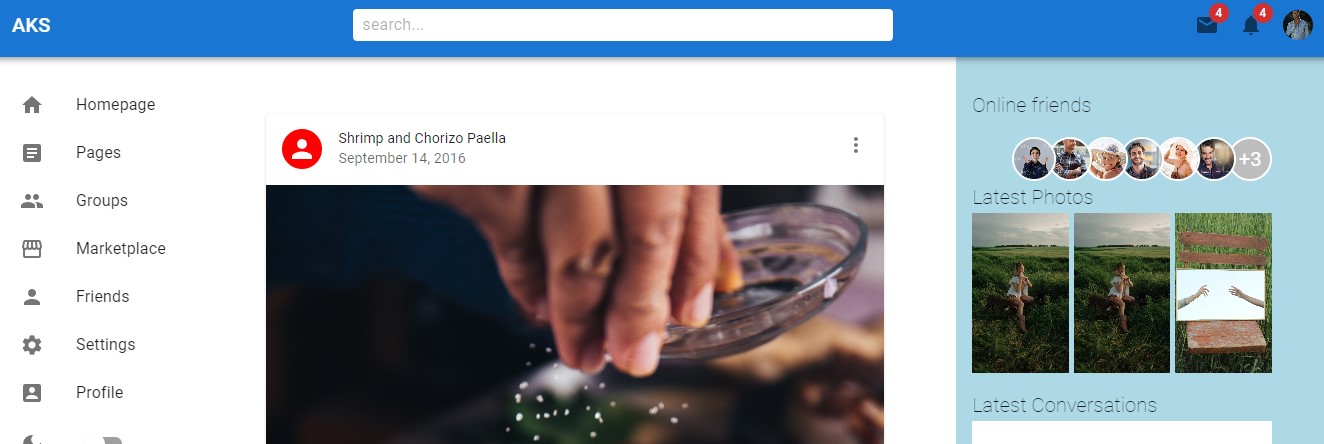 AKS
search...
4
4
Homepage
Pages
Groups
Marketplace
Friends
Settings
Profile
Shrimp and Chorizo Paella
September 14, 2016
Online friends
+3
Latest Photos
Latest Conversations